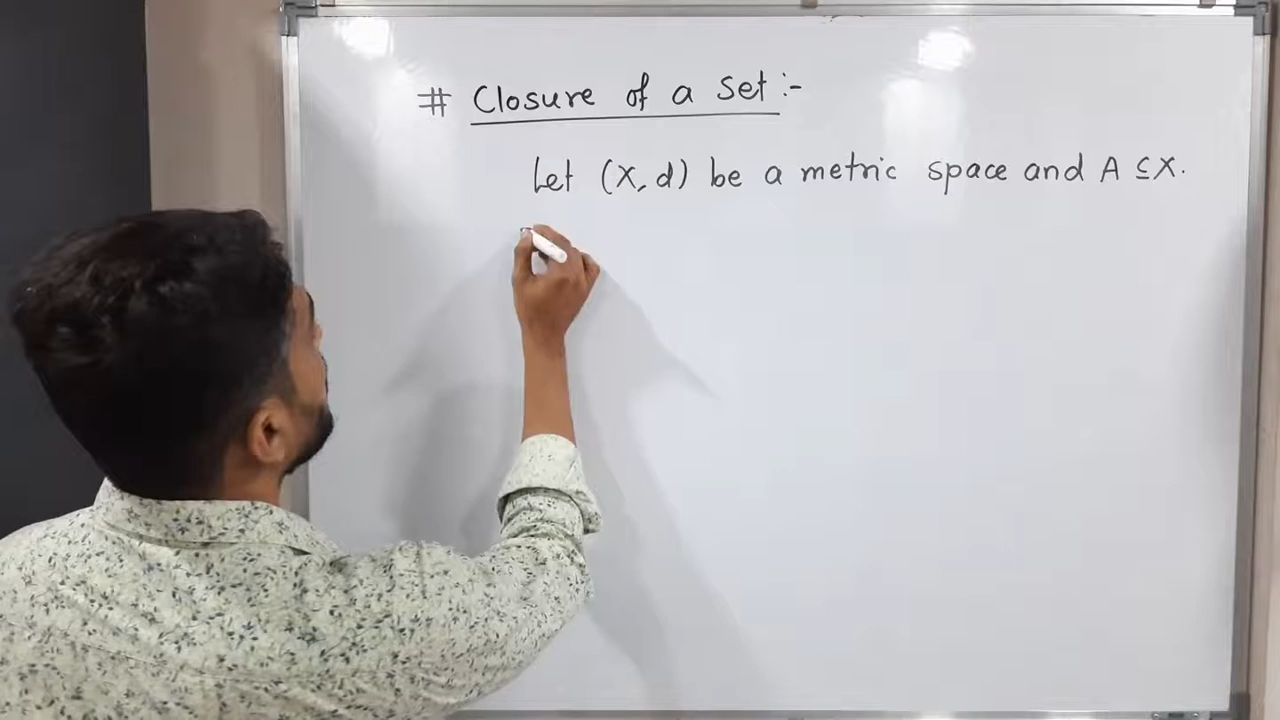 # Closure of a set :-
Let (X, d) be a metric space and A ⊆ X.